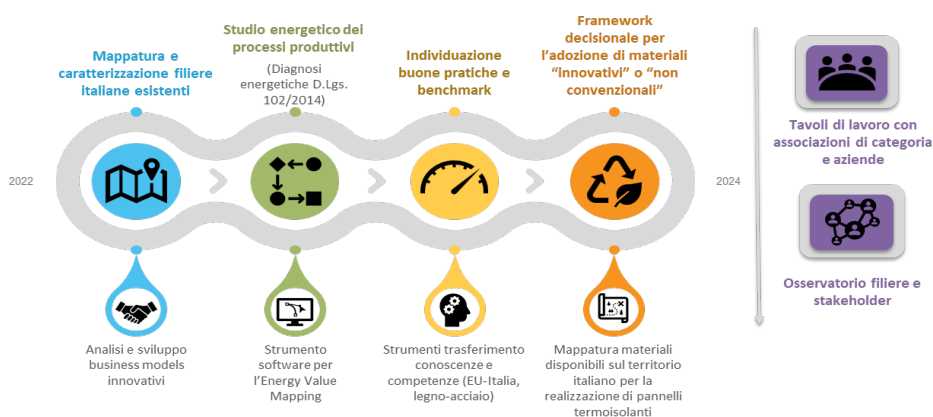 Mappatura e
caratterizzazione filiere
italiane esistenti
Studio energetico dei
processi produttivi
(Diagnosi
energetiche D.Lgs.
102/2014)
Individuazione
buone pratiche e
benchmark
Framework
decisionale per
l'adozione di materiali
“innovativi” o “non
convenzionali”
2022
2024
Analisi e sviluppo
business models
innovativi
Strumento
software per
l'Energy Value
Mapping
Strumenti trasferimento
conoscenze e
competenze (EU-Italia,
legno-acciaio)
Mappatura materiali
disponibili sul territorio
italiano per la
realizzazione di pannelli
termoisolanti
Tavoli di lavoro con
associazioni di categoria
e aziende
Osservatorio filiere e
stakeholder